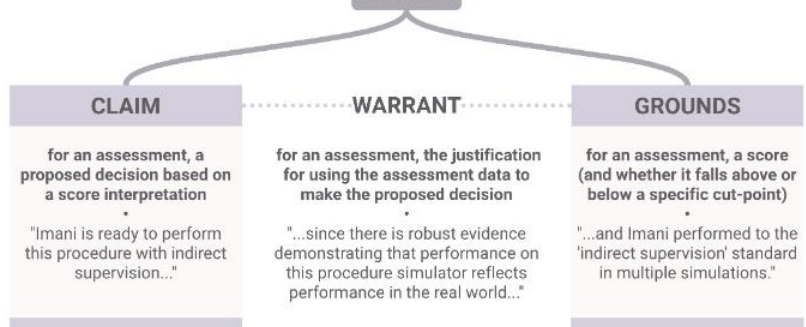 CLAIM
for an assessment, a
proposed decision based on
a score interpretation
•
"Imani is ready to perform
this procedure with indirect
supervision..."
WARRANT
for an assessment, the justification
for using the assessment data to
make the proposed decision
•
"...since there is robust evidence
demonstrating that performance on
this procedure simulator reflects
performance in the real world..."
GROUNDS
for an assessment, a score
(and whether it falls above or
below a specific cut-point)
•
"...and Imani performed to the
'indirect supervision' standard
in multiple simulations."